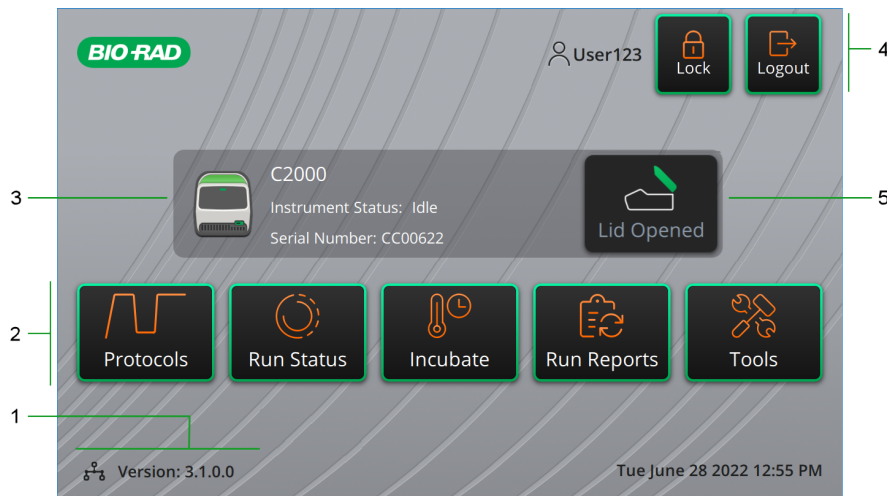 BIO-RAD
User123
Lock
Logout
4
3
C2000
Instrument Status: Idle
Serial Number: CC00622
Lid Opened
5
2
Protocols
Run Status
Incubate
Run Reports
Tools
1
Version: 3.1.0.0
Tue June 28 2022 12:55 PM